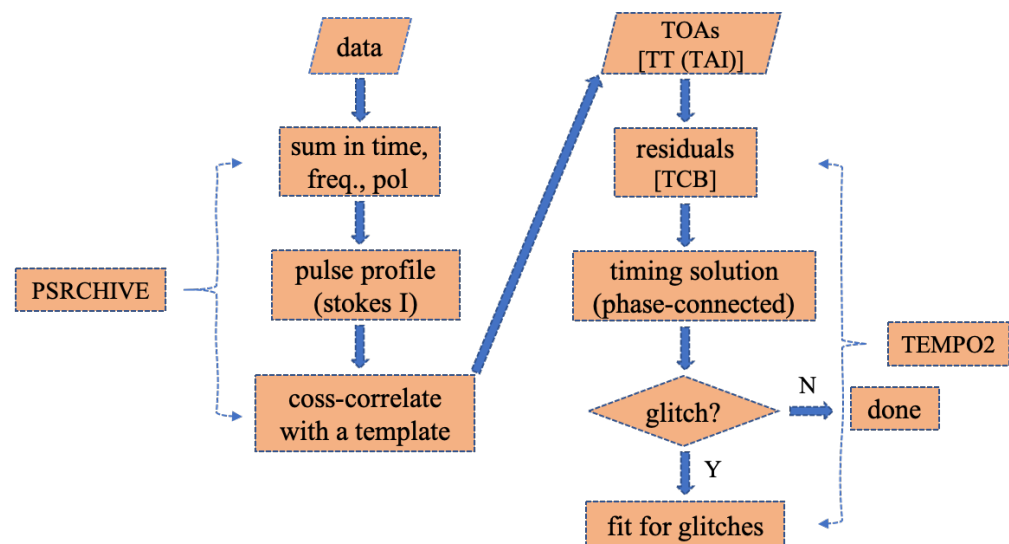 data
sum in time,
freq., pol
pulse profile
(stokes I)
coss-correlate
with a template
PSRCHIVE
TOAs
[TT (TAI)]
residuals
[TCB]
timing solution
(phase-connected)
glitch?
N
done
Y
fit for glitches
TEMPO2